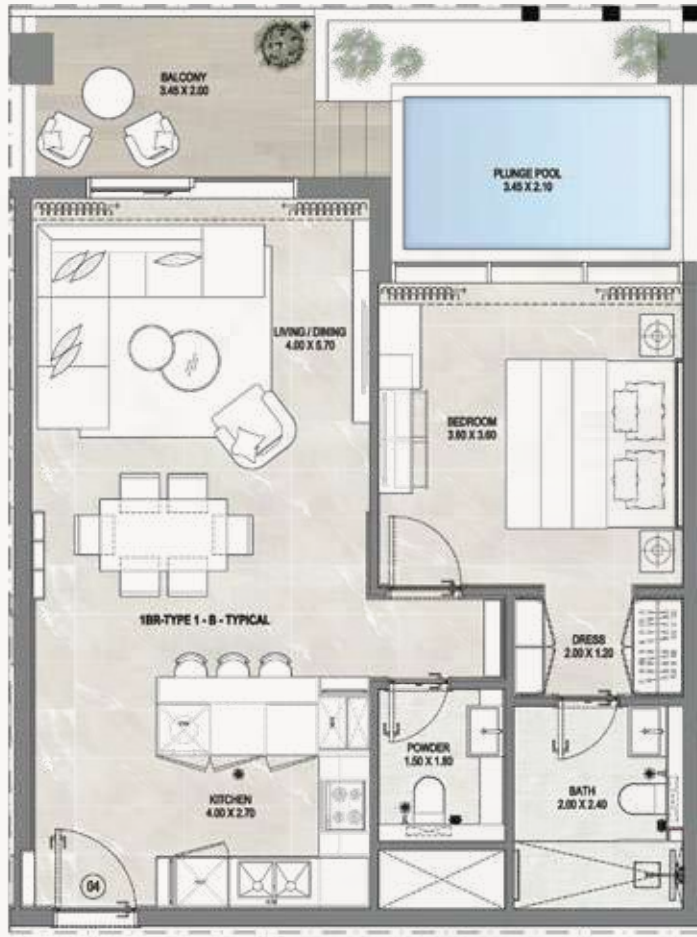 BALCONY
3.45 X 2.00
PLUNGE POOL
3.45 X 2.10
LIVING / DINING
4.00 X 5.70
BEDROOM
3.60 X 3.60
1BR-TYPE 1 - B - TYPICAL
DRESS
2.00 X 1.20
POWDER
1.50 X 1.80
KITCHEN
4.00 X 2.70
BATH
2.00 X 2.40
04